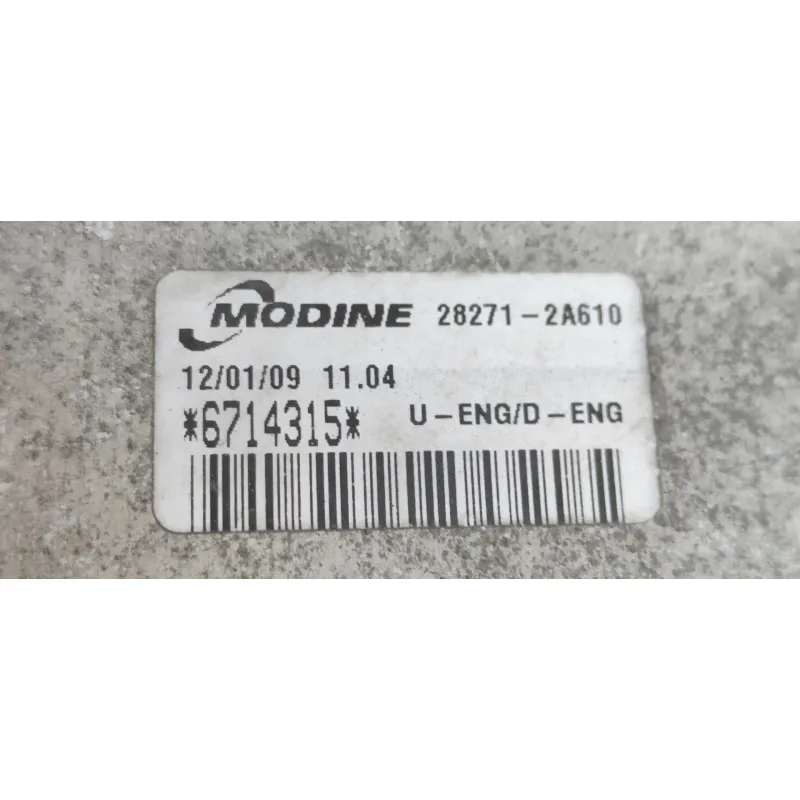 MODINE 28271-2A610
12/01/09 11.04
*6714315* U-ENG/D-ENG